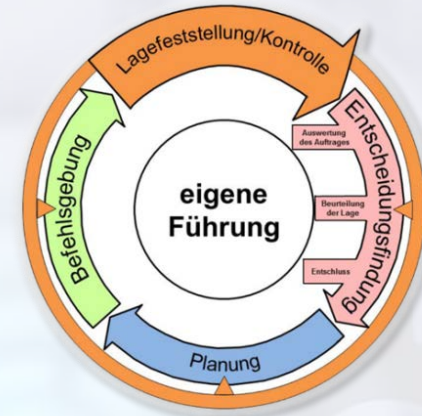 Lagefeststellung/Kontrolle
Entscheidungsfindung
Auswertung
des Auftrages
Beurteilung
der Lage
Entschluss
Planung
Befehlsgebung
eigene
Führung